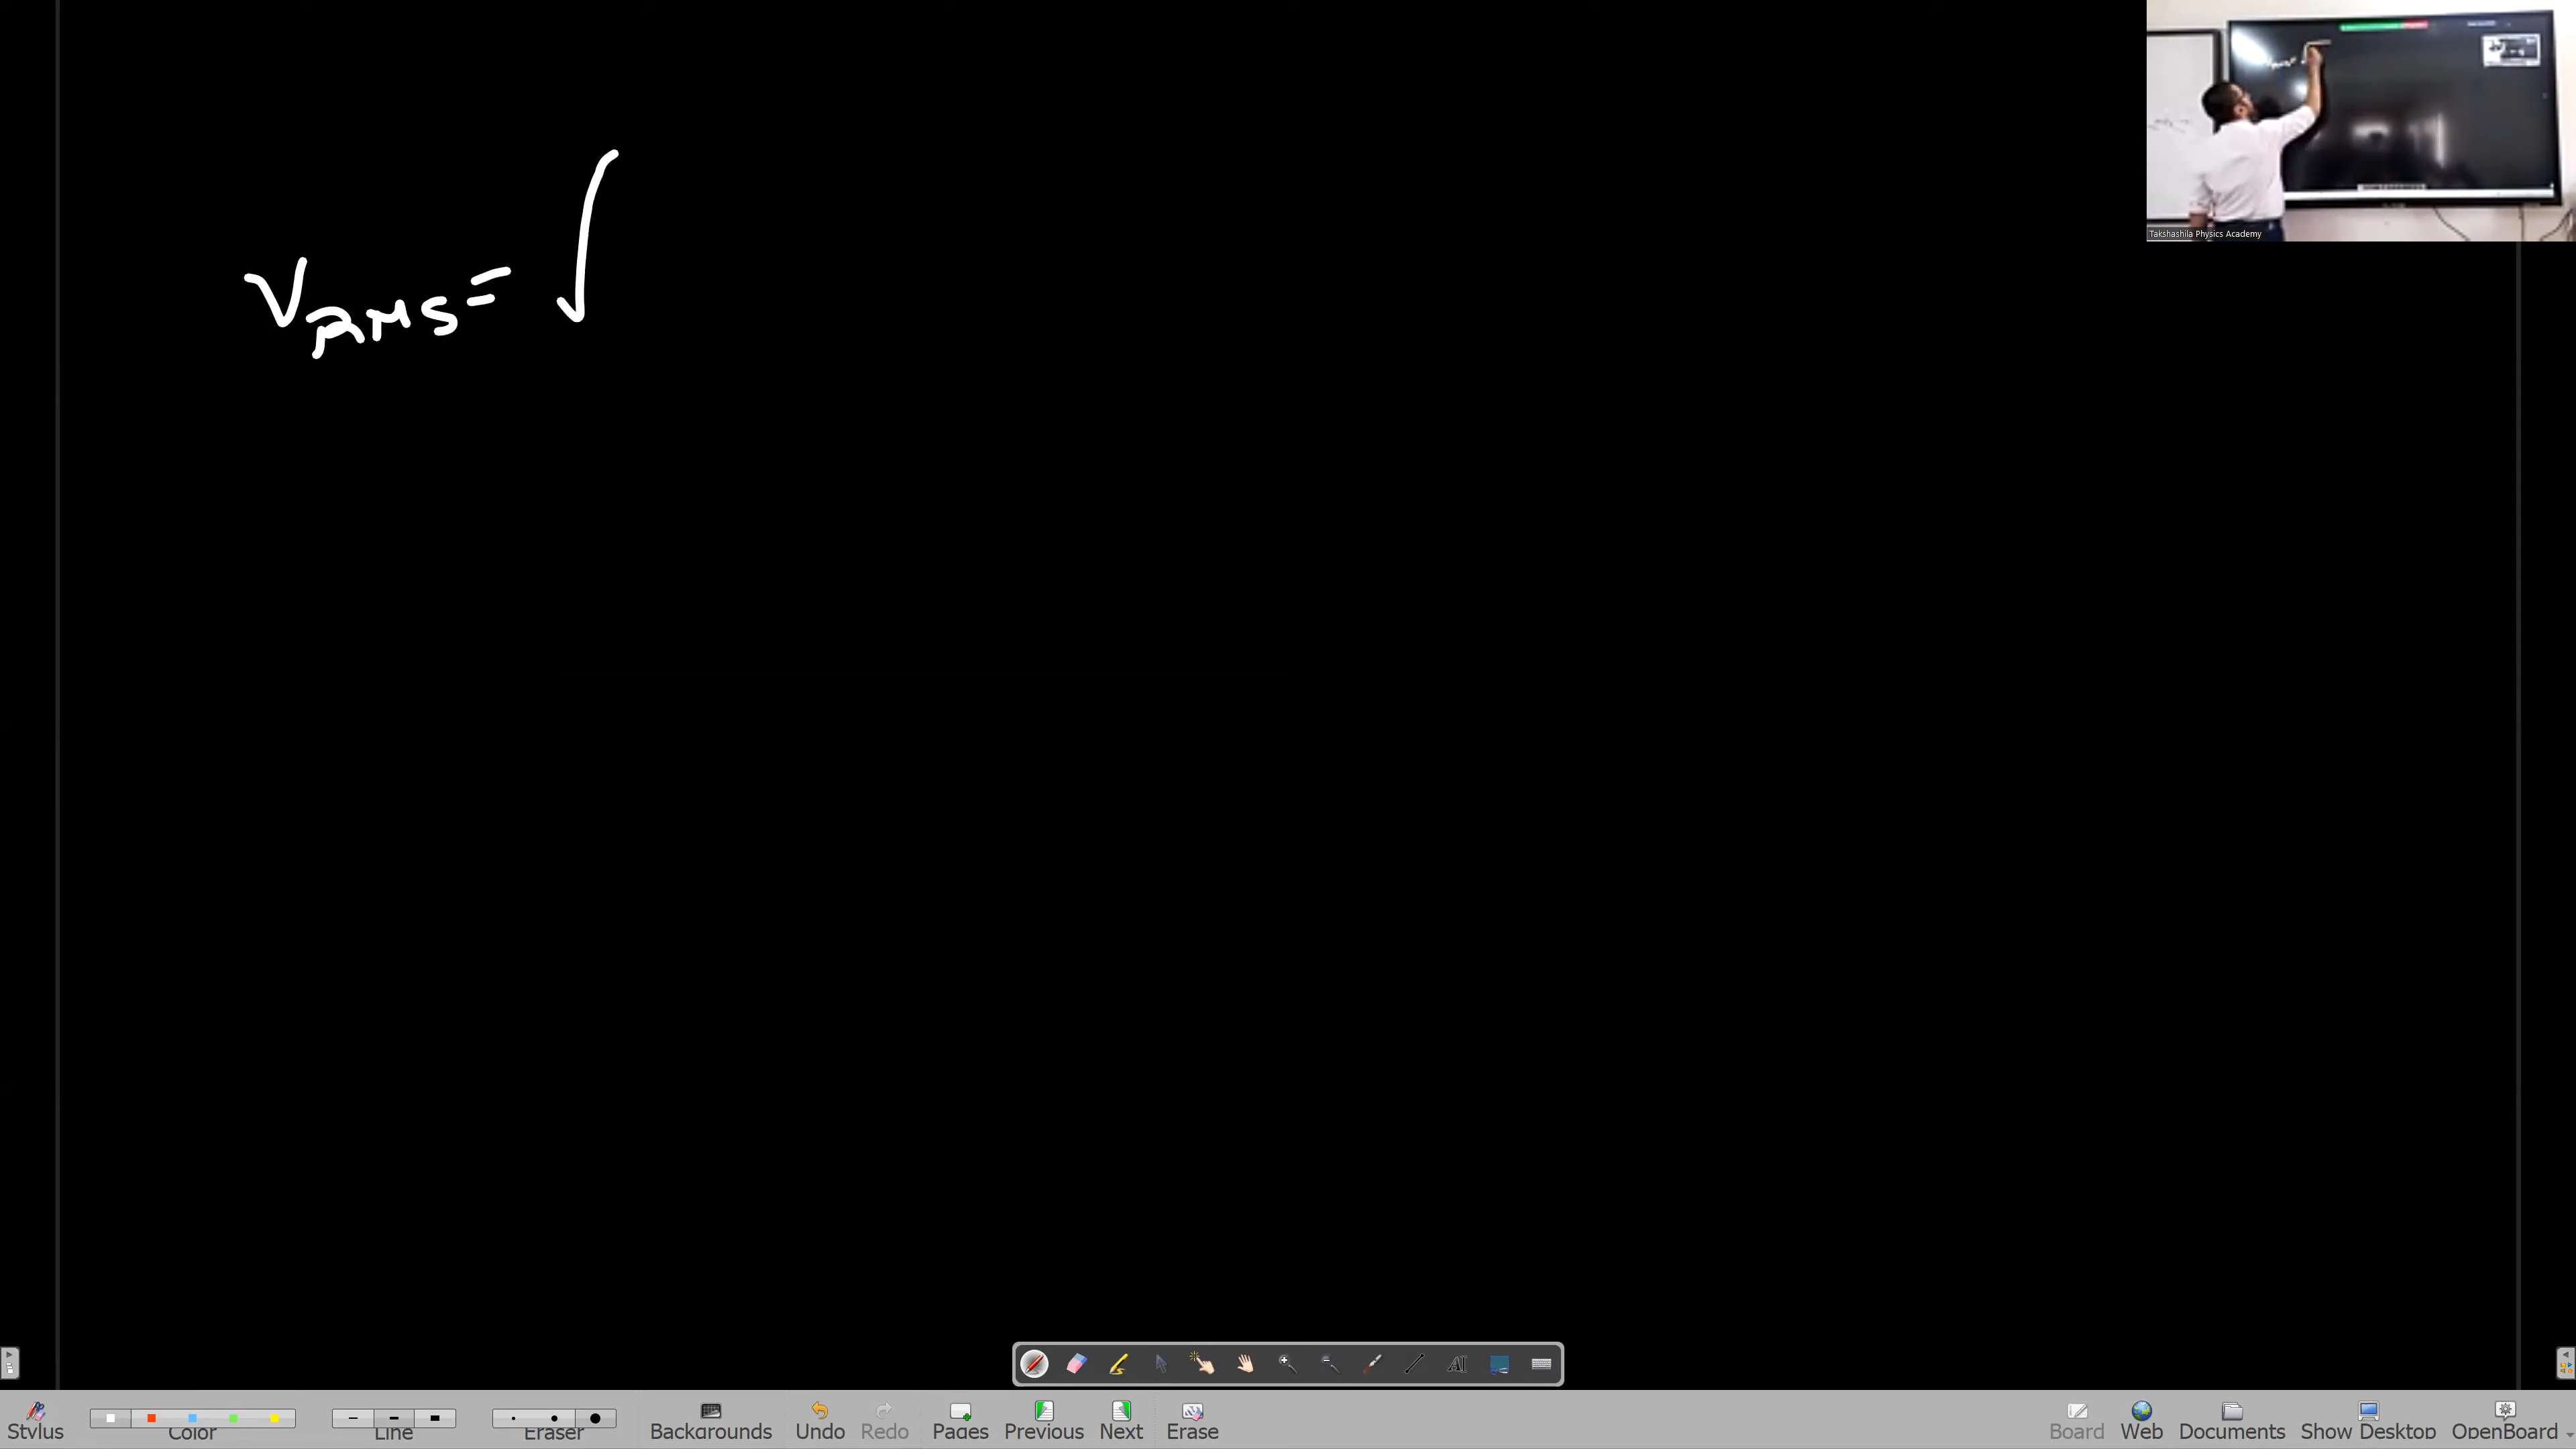 Takshashila Physics Academy
VRMS = √
Stylus Color Line Eraser Backgrounds Undo Redo Pages Previous Next Erase Board Web Documents Show Desktop OpenBoard